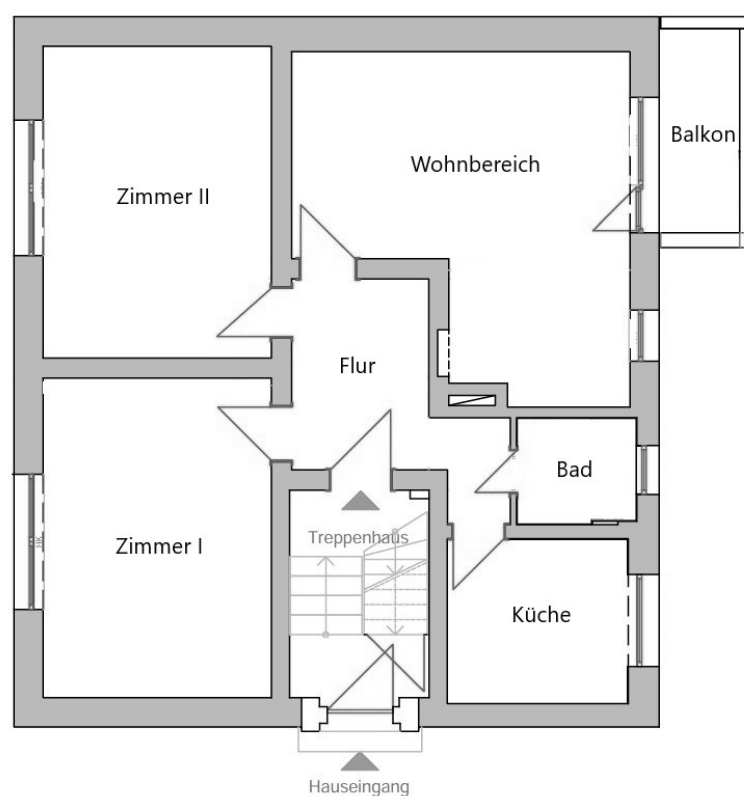 Balkon
Wohnbereich
Zimmer II
Flur
Bad
Treppenhaus
Zimmer I
Küche
Hauseingang